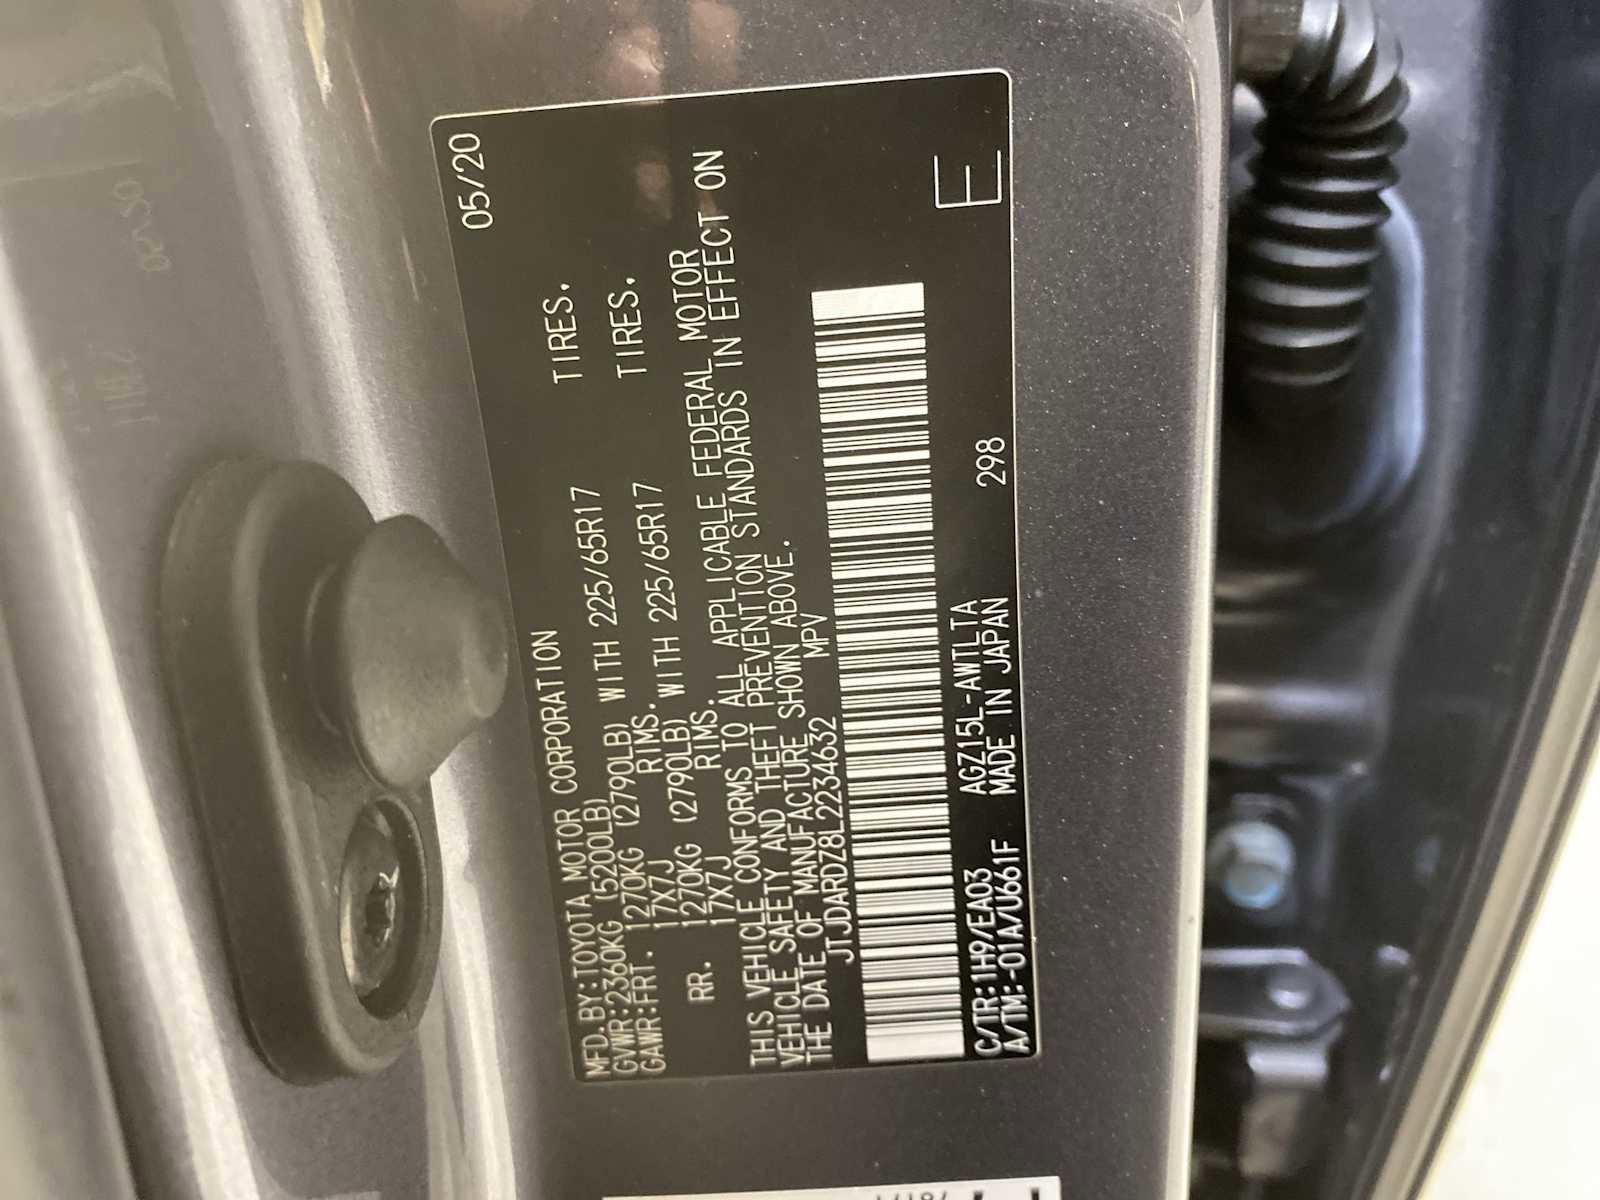 05/20
MFD.BY:TOYOTA MOTOR CORPORATION
GVWR:2360KG (5200LB)
GAWR:FRT. 1270KG (2790LB) WITH 225/65R17 TIRES.
17X7J RIMS.
RR. 1270KG (2790LB) WITH 225/65R17 TIRES.
17X7J RIMS.
THIS VEHICLE CONFORMS TO ALL APPLICABLE FEDERAL MOTOR
VEHICLE SAFETY AND THEFT PREVENTION STANDARDS IN EFFECT ON
THE DATE OF MANUFACTURE SHOWN ABOVE.
JTJDARDZ8L2234632 MPV
C/TR:1H9/EA03 AGZ15L-AWTLTA
A/TM:-01A/U661F MADE IN JAPAN 298
E